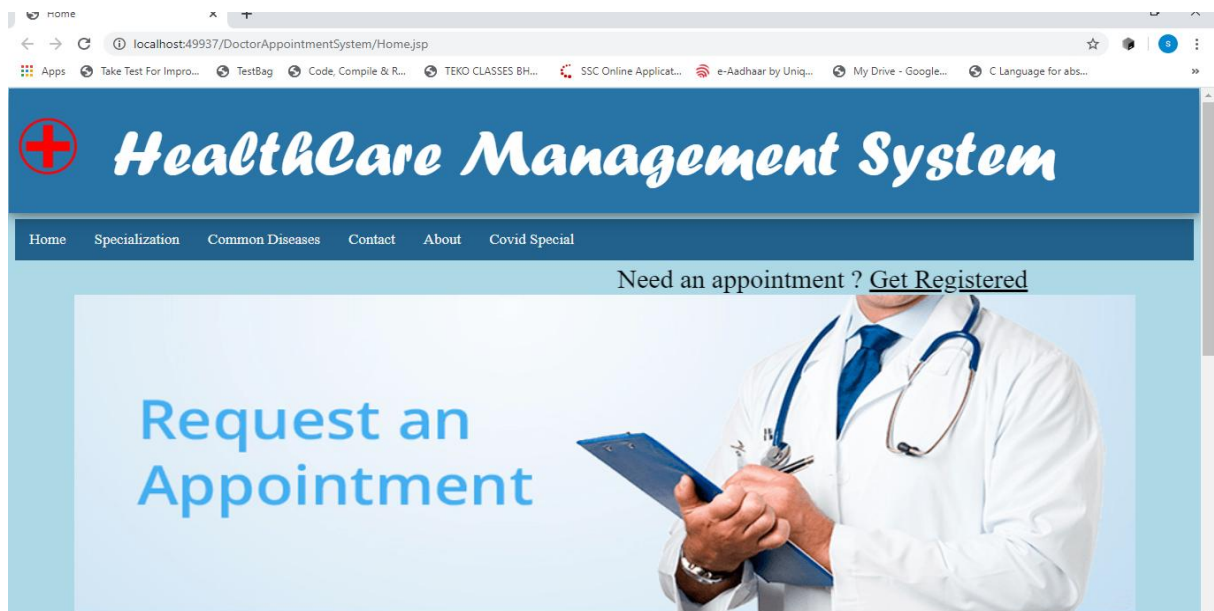 Home
localhost:49937/DoctorAppointmentSystem/Home.jsp
Apps Take Test For Impro... TestBag Code, Compile & R... TEKO CLASSES BH... SSC Online Applicat... e-Aadhaar by Uniq... My Drive - Google... C Language for abs... »
HealthCare Management System
Home Specialization Common Diseases Contact About Covid Special
Need an appointment ? Get Registered
Request an
Appointment